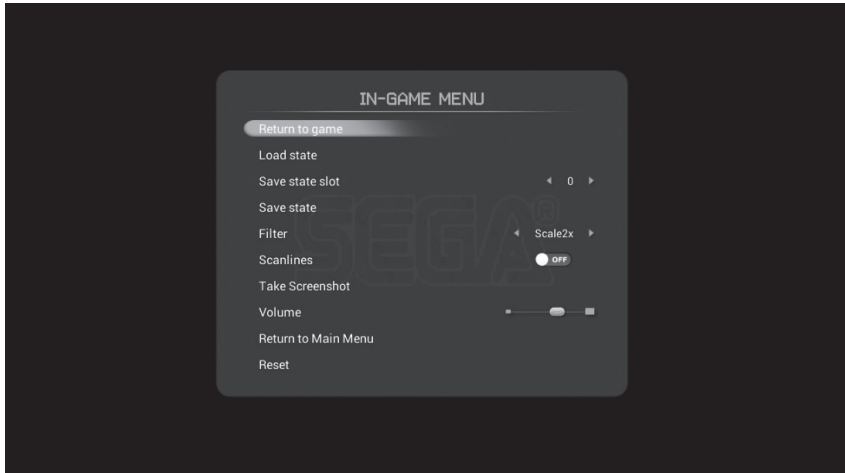 IN-GAME MENU
Return to game
Load state
Save state slot 0
Save state
SEGA®
Filter Scale2x
Scanlines OFF
Take Screenshot
Volume
Return to Main Menu
Reset